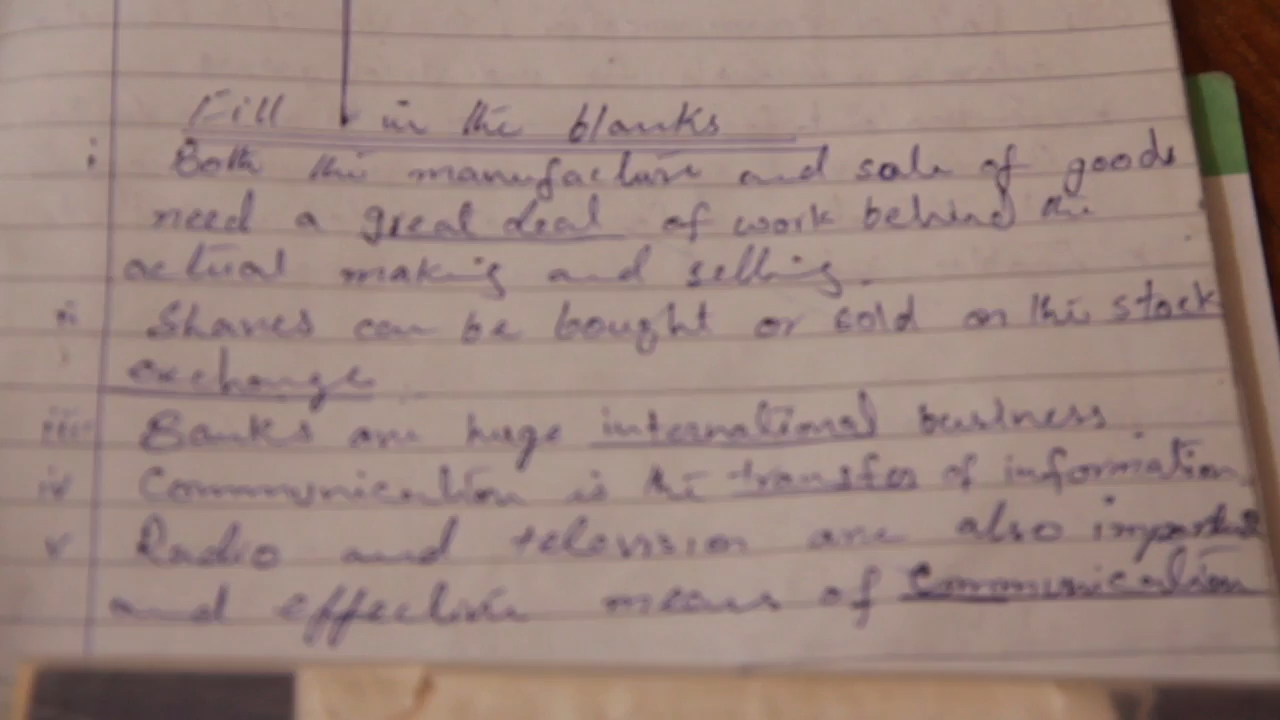 Fill in the blanks
i Both the manufacture and sale of goods
need a great deal of work behind the
actual making and selling.
ii Shares can be bought or sold on the stock
exchange
iii Banks are huge international business
iv Communication is the transfer of information.
v Radio and television are also important
and effective means of communication